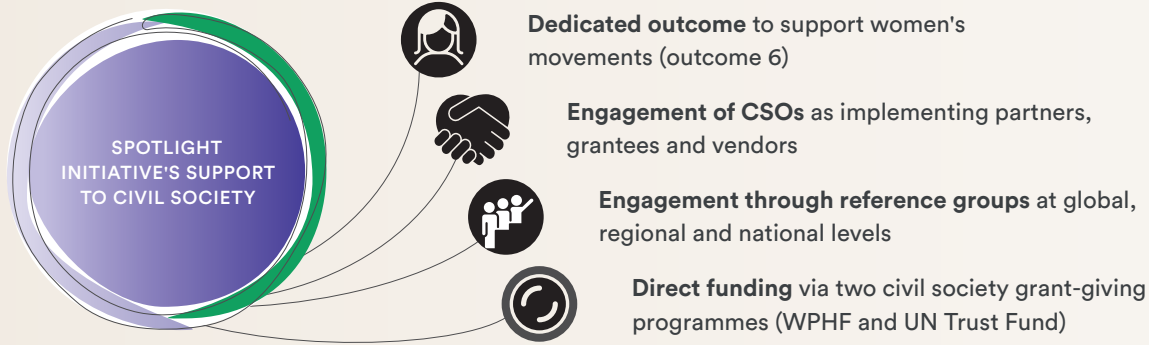 SPOTLIGHT
INITIATIVE'S SUPPORT
TO CIVIL SOCIETY
Dedicated outcome to support women's
movements (outcome 6)
Engagement of CSOs as implementing partners,
grantees and vendors
Engagement through reference groups at global,
regional and national levels
Direct funding via two civil society grant-giving
programmes (WPHF and UN Trust Fund)